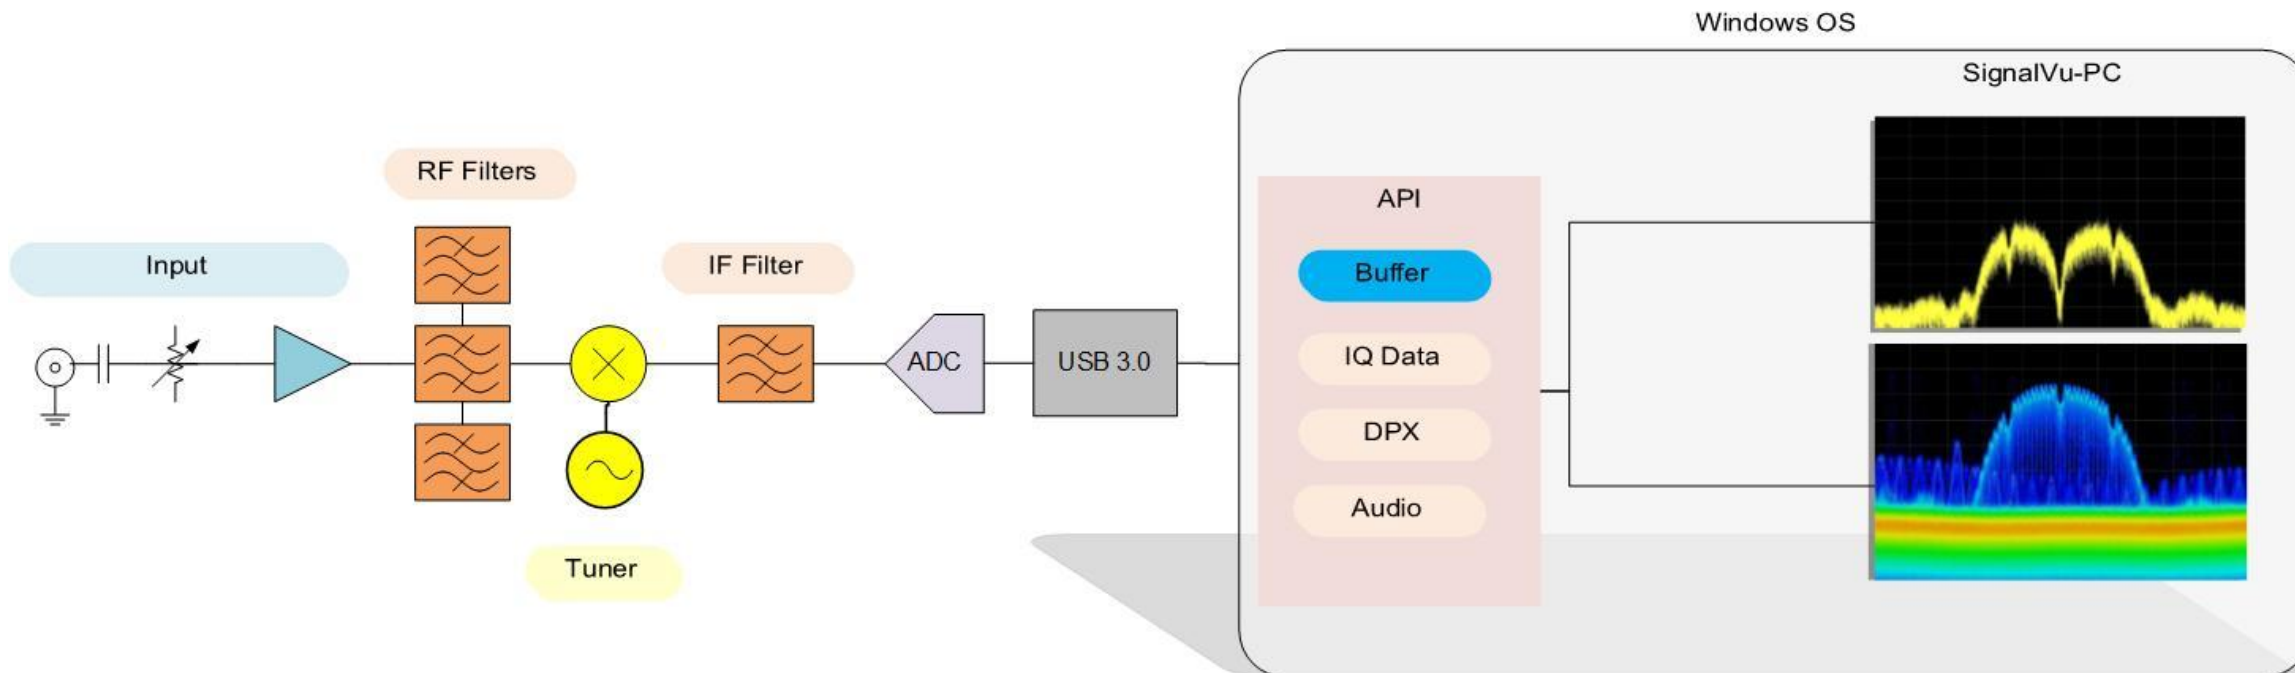 Windows OS
SignalVu-PC
RF Filters
API
Input
IF Filter
Buffer
ADC
USB 3.0
IQ Data
DPX
Audio
Tuner